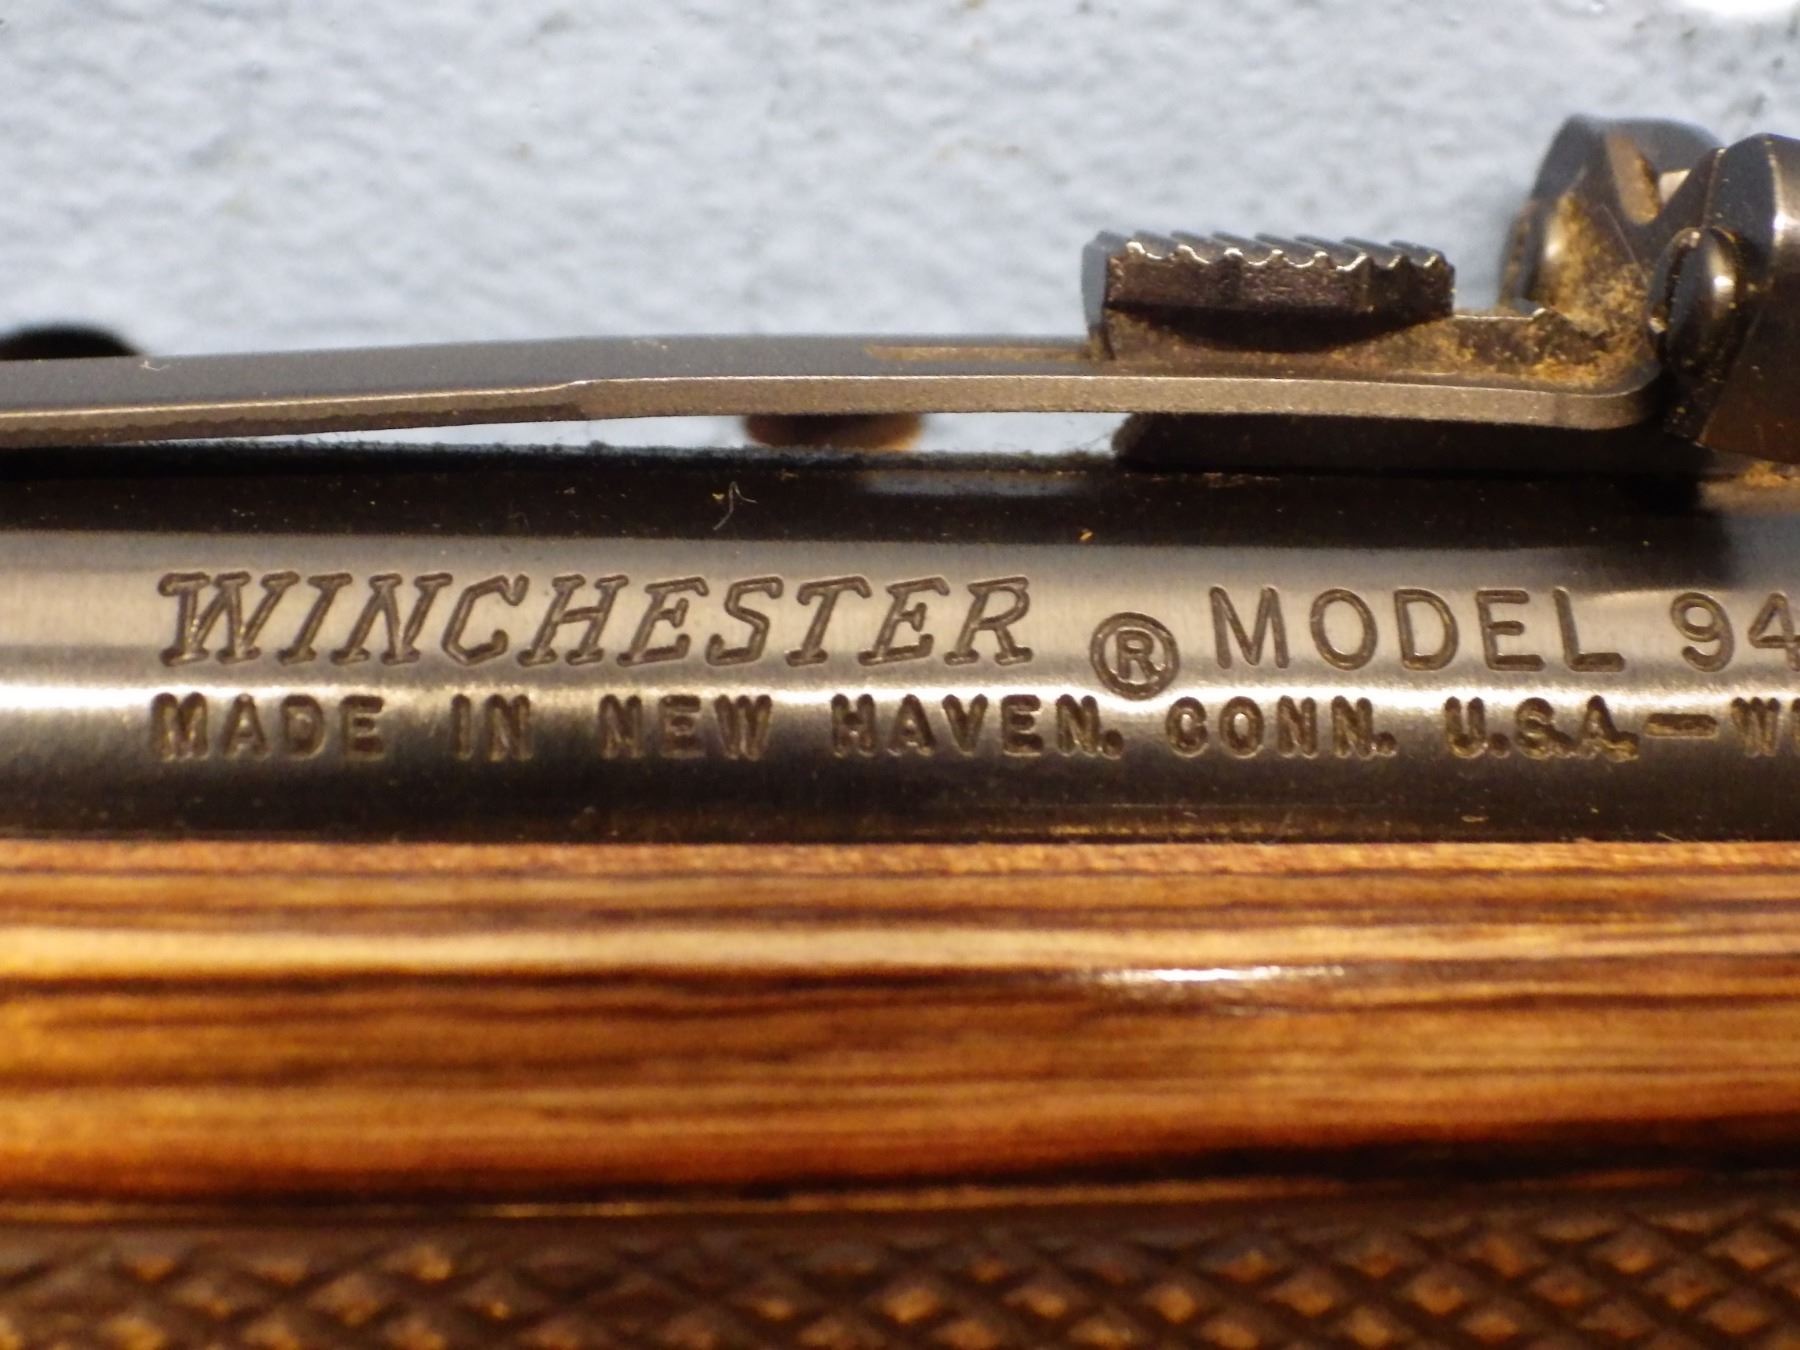 WINCHESTER ® MODEL 94
MADE IN NEW HAVEN. CONN. U.S.A.—W